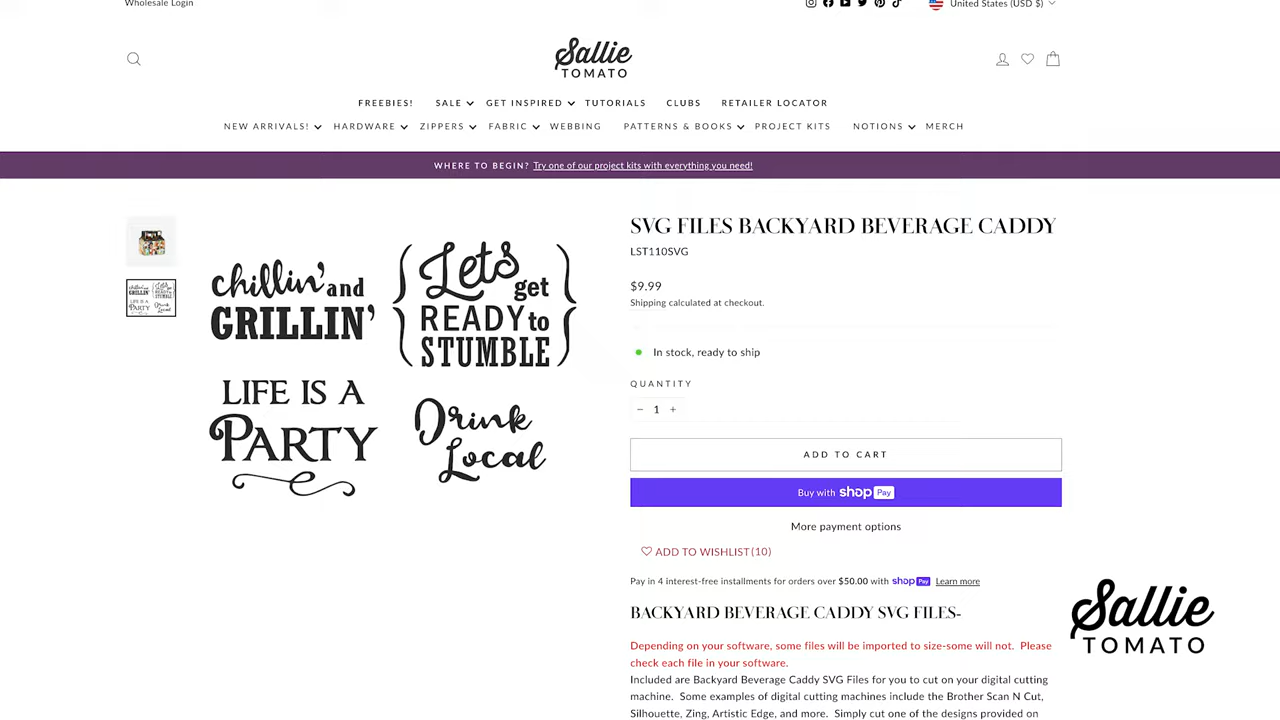 Wholesale Login
United States (USD $)
Sallie
TOMATO
FREEBIES! SALE GET INSPIRED TUTORIALS CLUBS RETAILER LOCATOR
NEW ARRIVALS! HARDWARE ZIPPERS FABRIC WEBBING PATTERNS & BOOKS PROJECT KITS NOTIONS MERCH
WHERE TO BEGIN? Try one of our project kits with everything you need!
chillin' and
GRILLIN'
Lets
get
READY to
STUMBLE
LIFE IS A
PARTY
Drink
Local
SVG FILES BACKYARD BEVERAGE CADDY
LST110SVG
$9.99
Shipping calculated at checkout.
In stock, ready to ship
QUANTITY
− 1 +
ADD TO CART
Buy with shop Pay
More payment options
ADD TO WISHLIST (10)
Pay in 4 interest-free installments for orders over $50.00 with shop Pay Learn more
BACKYARD BEVERAGE CADDY SVG FILES-
Depending on your software, some files will be imported to size-some will not. Please
check each file in your software.
Included are Backyard Beverage Caddy SVG Files for you to cut on your digital cutting
machine. Some examples of digital cutting machines include the Brother Scan N Cut,
Silhouette, Zing, Artistic Edge, and more. Simply cut one of the designs provided on
Sallie
TOMATO